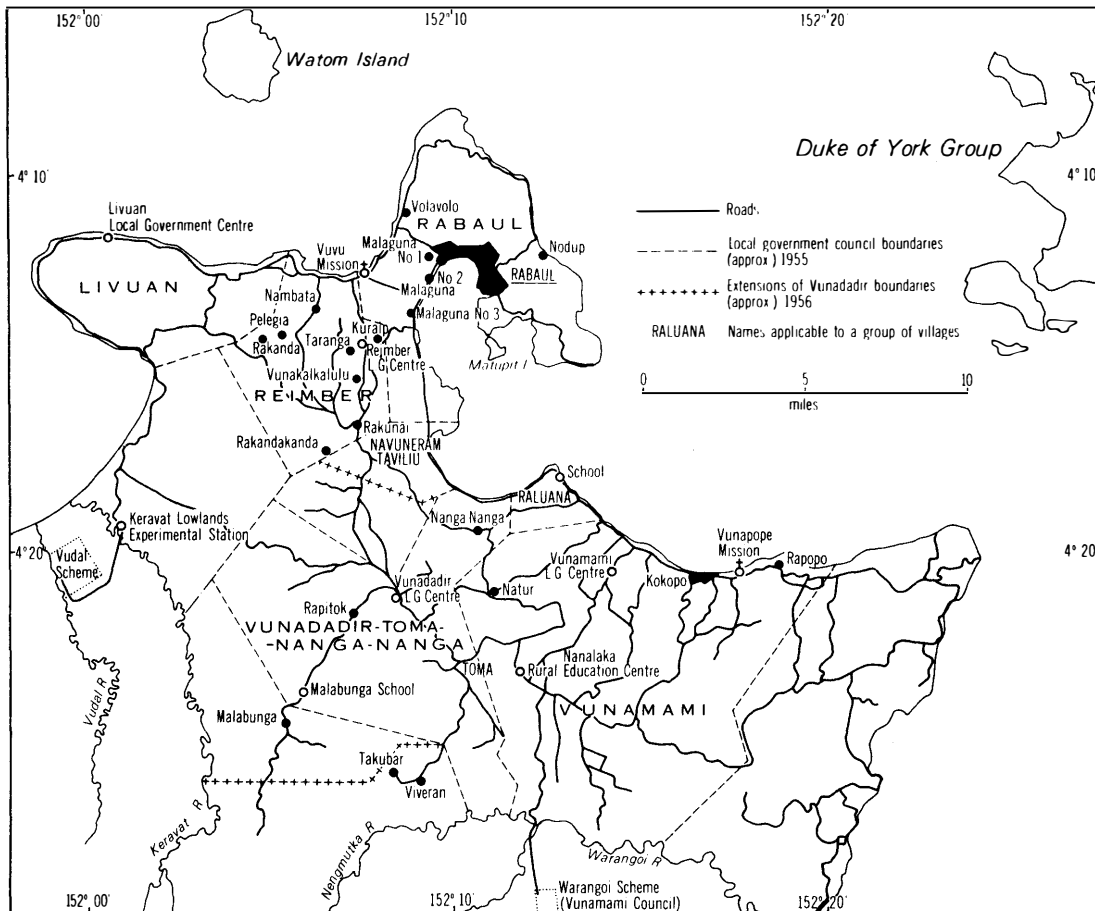 152° 00'
152° 10'
152° 20'
Watom Island
Duke of York Group
4° 10'
4° 10'
Livuan
Local Government Centre
Volavolo
RABAUL
Vuvu
Mission
Malaguna
No 1
No 2
Nodup
RABAUL
Malaguna
LIVUAN
Nambata
Malaguna No 3
Pelegia
Kuraip
Rakanda
Taranga
Reimber
L G Centre
Matupit I
Vunakalkalulu
REIMBER
Roads
Local government council boundaries
(approx) 1955
Extensions of Vunadadir boundaries
(approx) 1956
RALUANA
Names applicable to a group of villages
0
5
10
miles
Rakunai
Rakandakanda
NAVUNERAM
TAVILIU
School
RALUANA
Keravat Lowlands
Experimental Station
Nanga Nanga
4° 20'
4° 20'
Vudal
Scheme
Vunamami
L G Centre
Vunapope
Mission
Rapopo
Kokopo
Vunadadir
L G Centre
Natur
Rapitok
VUNADADIR-TOMA-
-NANGA-NANGA
TOMA
Nanalaka
Rural Education Centre
Malabunga School
VUNAMAMI
Malabunga
Vudal R
Takubar
Viveran
Keravat R
Nengmutka R
Warangoi R
Warangoi Scheme
(Vunamami Council)
152° 00'
152° 10'
152° 20'